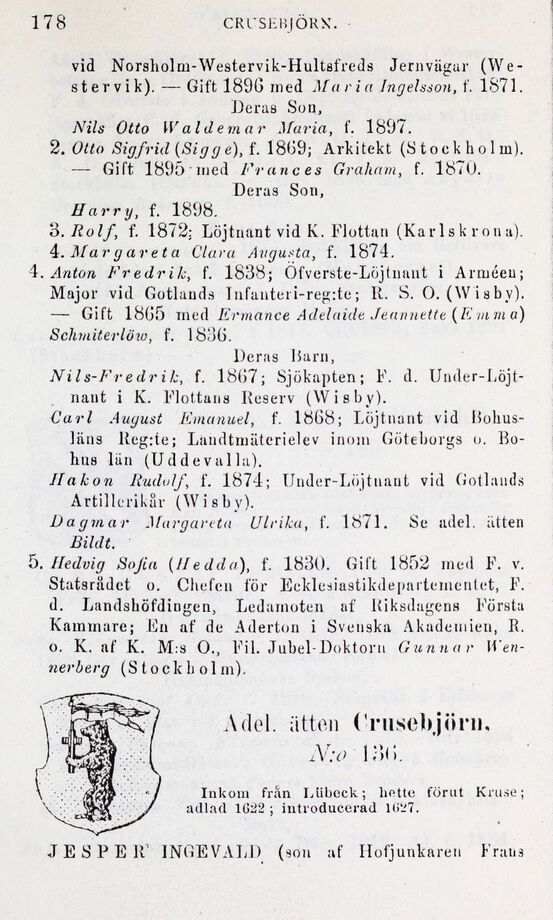 178 CRUSEBJÖRN.
vid Norsholm-Westervik-Hultsfreds Jernvägar (We-
stervik). — Gift 1896 med Maria Ingelsson, f. 1871.
Deras Son,
Nils Otto Waldemar Maria, f. 1897.
2. Otto Sigfrid (Sigge), f. 1869; Arkitekt (Stockholm).
— Gift 1895 med Frances Graham, f. 1870.
Deras Son,
Harry, f. 1898.
3. Rolf, f. 1872; Löjtnant vid K. Flottan (Karlskrona).
4. Margareta Clara Augusta, f. 1874.
4. Anton Fredrik, f. 1838; Öfverste-Löjtnant i Arméen;
Major vid Gotlands Infanteri-reg:te; R. S. O. (Wisby).
— Gift 1865 med Ermance Adelaide Jeannette (Emma)
Schmiterlöw, f. 1836.
Deras Barn,
Nils-Fredrik, f. 1867; Sjökapten; F. d. Under-Löjt-
nant i K. Flottans Reserv (Wisby).
Carl August Emanuel, f. 1868; Löjtnant vid Bohus-
läns Reg:te; Landtmäterielev inom Göteborgs o. Bo-
hus län (Uddevalla).
Hakon Rudolf, f. 1874; Under-Löjtnant vid Gotlands
Artillerikår (Wisby).
Dagmar Margareta Ulrika, f. 1871. Se adel. ätten
Bildt.
5. Hedvig Sofia (Hedda), f. 1830. Gift 1852 med F. v.
Statsrådet o. Chefen för Ecklesiastikdepartementet, F.
d. Landshöfdingen, Ledamoten af Riksdagens Första
Kammare; En af de Aderton i Svenska Akademien, R.
o. K. af K. M:s O., Fil. Jubel-Doktorn Gunnar Wen-
nerberg (Stockholm).
Adel. ätten Crusebjörn.
N:o 136.
Inkom från Lübeck; hette förut Kruse;
adlad 1622; introducerad 1627.
JESPER INGEVALD (son af Hofjunkaren Frans